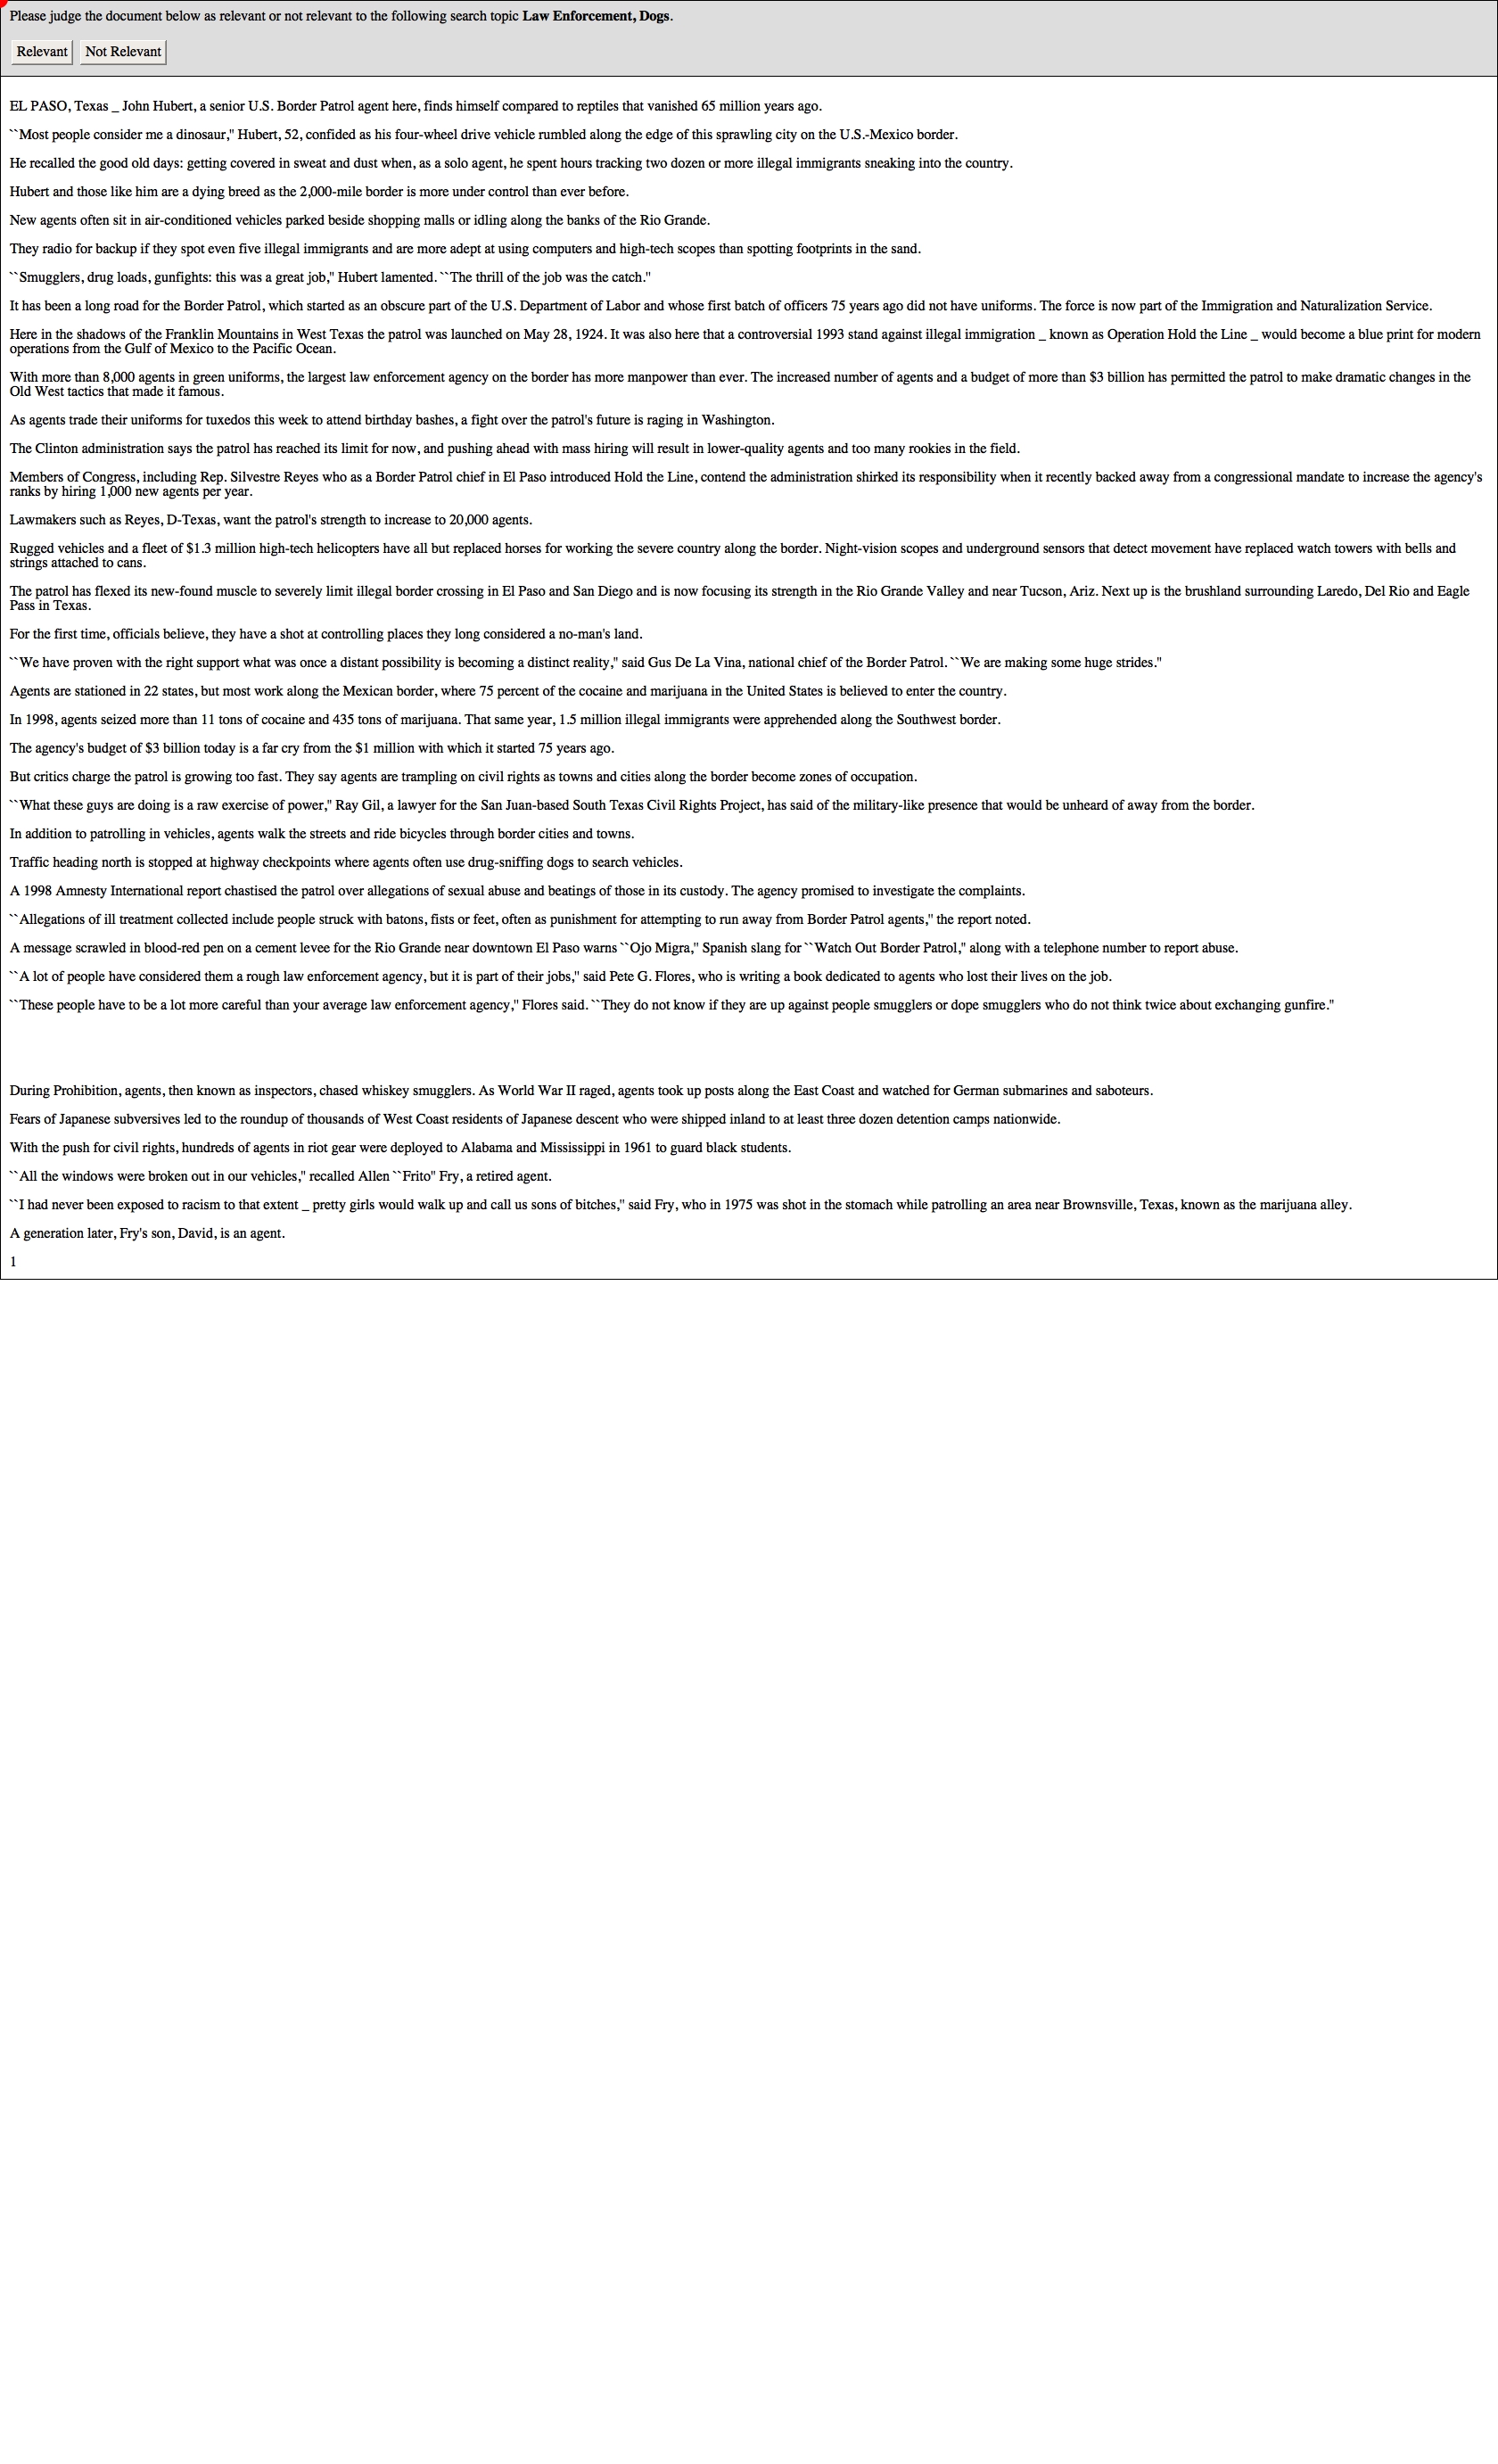 Please judge the document below as relevant or not relevant to the following search topic Law Enforcement, Dogs.
Relevant Not Relevant
EL PASO, Texas _ John Hubert, a senior U.S. Border Patrol agent here, finds himself compared to reptiles that vanished 65 million years ago.
``Most people consider me a dinosaur,'' Hubert, 52, confided as his four-wheel drive vehicle rumbled along the edge of this sprawling city on the U.S.-Mexico border.
He recalled the good old days: getting covered in sweat and dust when, as a solo agent, he spent hours tracking two dozen or more illegal immigrants sneaking into the country.
Hubert and those like him are a dying breed as the 2,000-mile border is more under control than ever before.
New agents often sit in air-conditioned vehicles parked beside shopping malls or idling along the banks of the Rio Grande.
They radio for backup if they spot even five illegal immigrants and are more adept at using computers and high-tech scopes than spotting footprints in the sand.
``Smugglers, drug loads, gunfights: this was a great job,'' Hubert lamented. ``The thrill of the job was the catch.''
It has been a long road for the Border Patrol, which started as an obscure part of the U.S. Department of Labor and whose first batch of officers 75 years ago did not have uniforms. The force is now part of the Immigration and Naturalization Service.
Here in the shadows of the Franklin Mountains in West Texas the patrol was launched on May 28, 1924. It was also here that a controversial 1993 stand against illegal immigration _ known as Operation Hold the Line _ would become a blue print for modern
operations from the Gulf of Mexico to the Pacific Ocean.
With more than 8,000 agents in green uniforms, the largest law enforcement agency on the border has more manpower than ever. The increased number of agents and a budget of more than $3 billion has permitted the patrol to make dramatic changes in the
Old West tactics that made it famous.
As agents trade their uniforms for tuxedos this week to attend birthday bashes, a fight over the patrol's future is raging in Washington.
The Clinton administration says the patrol has reached its limit for now, and pushing ahead with mass hiring will result in lower-quality agents and too many rookies in the field.
Members of Congress, including Rep. Silvestre Reyes who as a Border Patrol chief in El Paso introduced Hold the Line, contend the administration shirked its responsibility when it recently backed away from a congressional mandate to increase the agency's
ranks by hiring 1,000 new agents per year.
Lawmakers such as Reyes, D-Texas, want the patrol's strength to increase to 20,000 agents.
Rugged vehicles and a fleet of $1.3 million high-tech helicopters have all but replaced horses for working the severe country along the border. Night-vision scopes and underground sensors that detect movement have replaced watch towers with bells and
strings attached to cans.
The patrol has flexed its new-found muscle to severely limit illegal border crossing in El Paso and San Diego and is now focusing its strength in the Rio Grande Valley and near Tucson, Ariz. Next up is the brushland surrounding Laredo, Del Rio and Eagle
Pass in Texas.
For the first time, officials believe, they have a shot at controlling places they long considered a no-man's land.
``We have proven with the right support what was once a distant possibility is becoming a distinct reality,'' said Gus De La Vina, national chief of the Border Patrol. ``We are making some huge strides.''
Agents are stationed in 22 states, but most work along the Mexican border, where 75 percent of the cocaine and marijuana in the United States is believed to enter the country.
In 1998, agents seized more than 11 tons of cocaine and 435 tons of marijuana. That same year, 1.5 million illegal immigrants were apprehended along the Southwest border.
The agency's budget of $3 billion today is a far cry from the $1 million with which it started 75 years ago.
But critics charge the patrol is growing too fast. They say agents are trampling on civil rights as towns and cities along the border become zones of occupation.
``What these guys are doing is a raw exercise of power,'' Ray Gil, a lawyer for the San Juan-based South Texas Civil Rights Project, has said of the military-like presence that would be unheard of away from the border.
In addition to patrolling in vehicles, agents walk the streets and ride bicycles through border cities and towns.
Traffic heading north is stopped at highway checkpoints where agents often use drug-sniffing dogs to search vehicles.
A 1998 Amnesty International report chastised the patrol over allegations of sexual abuse and beatings of those in its custody. The agency promised to investigate the complaints.
``Allegations of ill treatment collected include people struck with batons, fists or feet, often as punishment for attempting to run away from Border Patrol agents,'' the report noted.
A message scrawled in blood-red pen on a cement levee for the Rio Grande near downtown El Paso warns ``Ojo Migra,'' Spanish slang for ``Watch Out Border Patrol,'' along with a telephone number to report abuse.
``A lot of people have considered them a rough law enforcement agency, but it is part of their jobs,'' said Pete G. Flores, who is writing a book dedicated to agents who lost their lives on the job.
``These people have to be a lot more careful than your average law enforcement agency,'' Flores said. ``They do not know if they are up against people smugglers or dope smugglers who do not think twice about exchanging gunfire.''
During Prohibition, agents, then known as inspectors, chased whiskey smugglers. As World War II raged, agents took up posts along the East Coast and watched for German submarines and saboteurs.
Fears of Japanese subversives led to the roundup of thousands of West Coast residents of Japanese descent who were shipped inland to at least three dozen detention camps nationwide.
With the push for civil rights, hundreds of agents in riot gear were deployed to Alabama and Mississippi in 1961 to guard black students.
``All the windows were broken out in our vehicles,'' recalled Allen ``Frito'' Fry, a retired agent.
``I had never been exposed to racism to that extent _ pretty girls would walk up and call us sons of bitches,'' said Fry, who in 1975 was shot in the stomach while patrolling an area near Brownsville, Texas, known as the marijuana alley.
A generation later, Fry's son, David, is an agent.
1